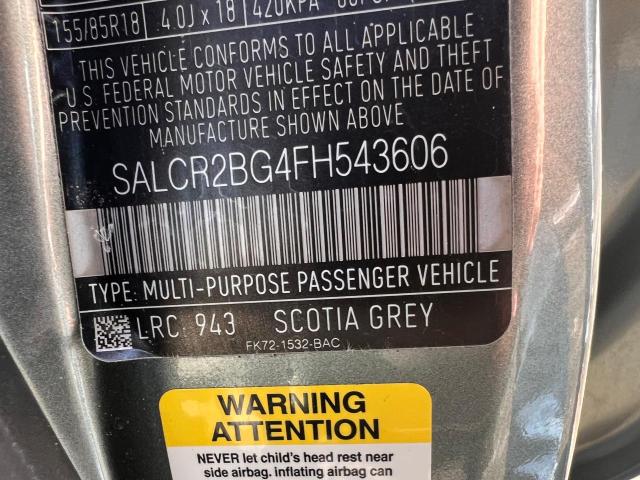 155/85R18 4.0J x 18 420KPA
THIS VEHICLE CONFORMS TO ALL APPLICABLE
U.S. FEDERAL MOTOR VEHICLE SAFETY AND THEFT
PREVENTION STANDARDS IN EFFECT ON THE DATE OF
MANUFACTURE SHOWN ABOVE
SALCR2BG4FH543606
TYPE: MULTI-PURPOSE PASSENGER VEHICLE
LRC: 943 SCOTIA GREY
FK72-1532-BAC
WARNING
ATTENTION
NEVER let child's head rest near
side airbag. inflating airbag can